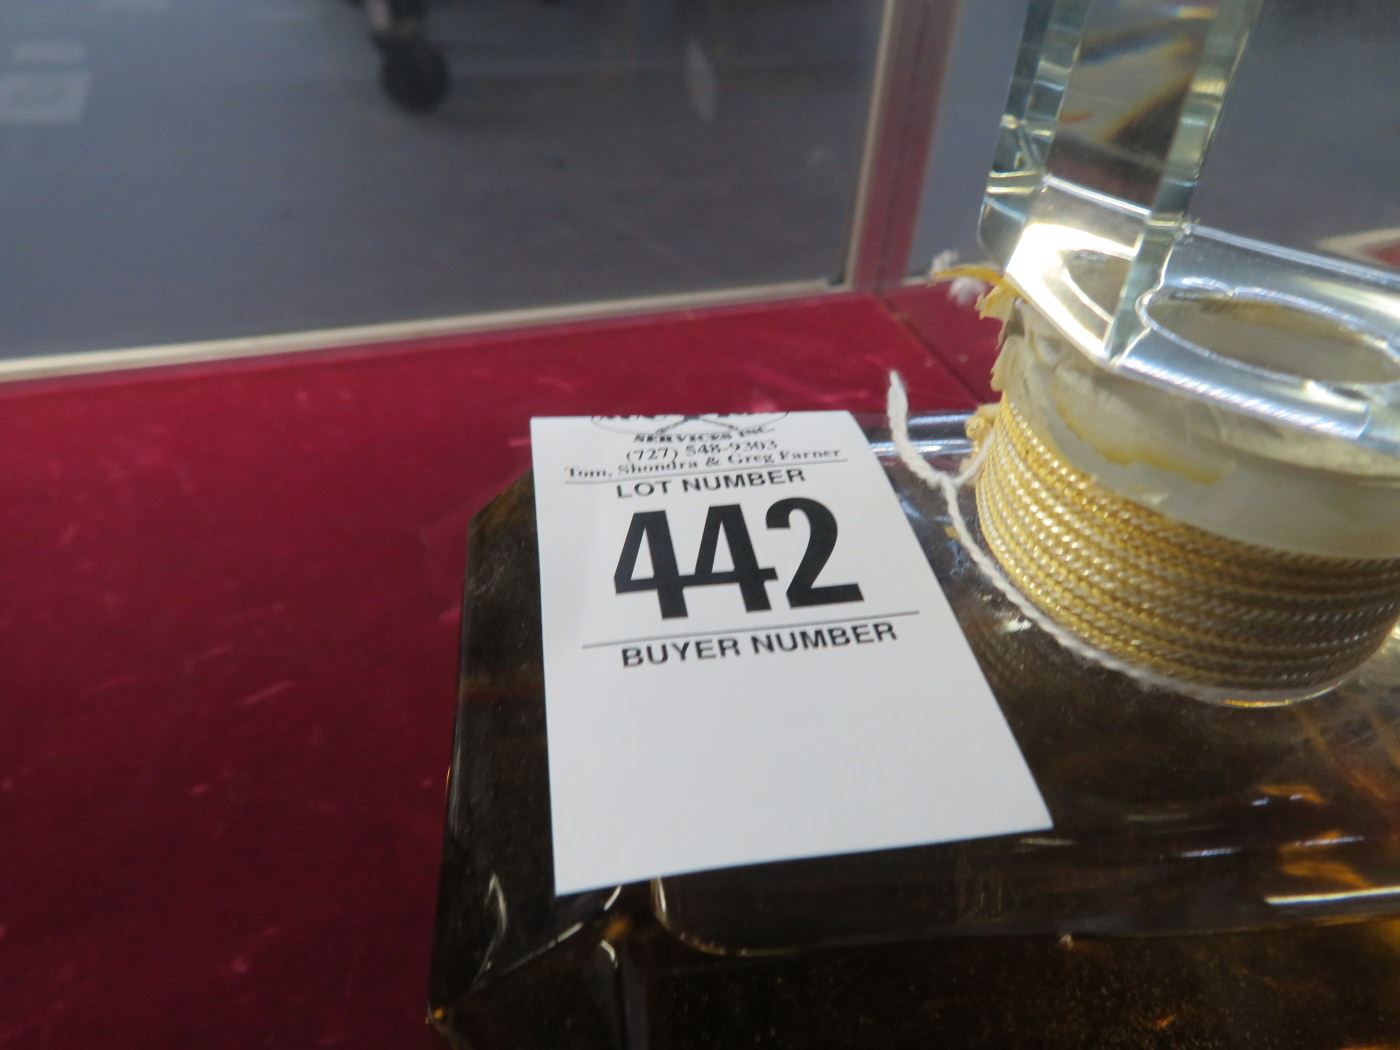 SERVICES INC.
(727) 548-9303
Tom, Shondra & Greg Farner
LOT NUMBER
442
BUYER NUMBER